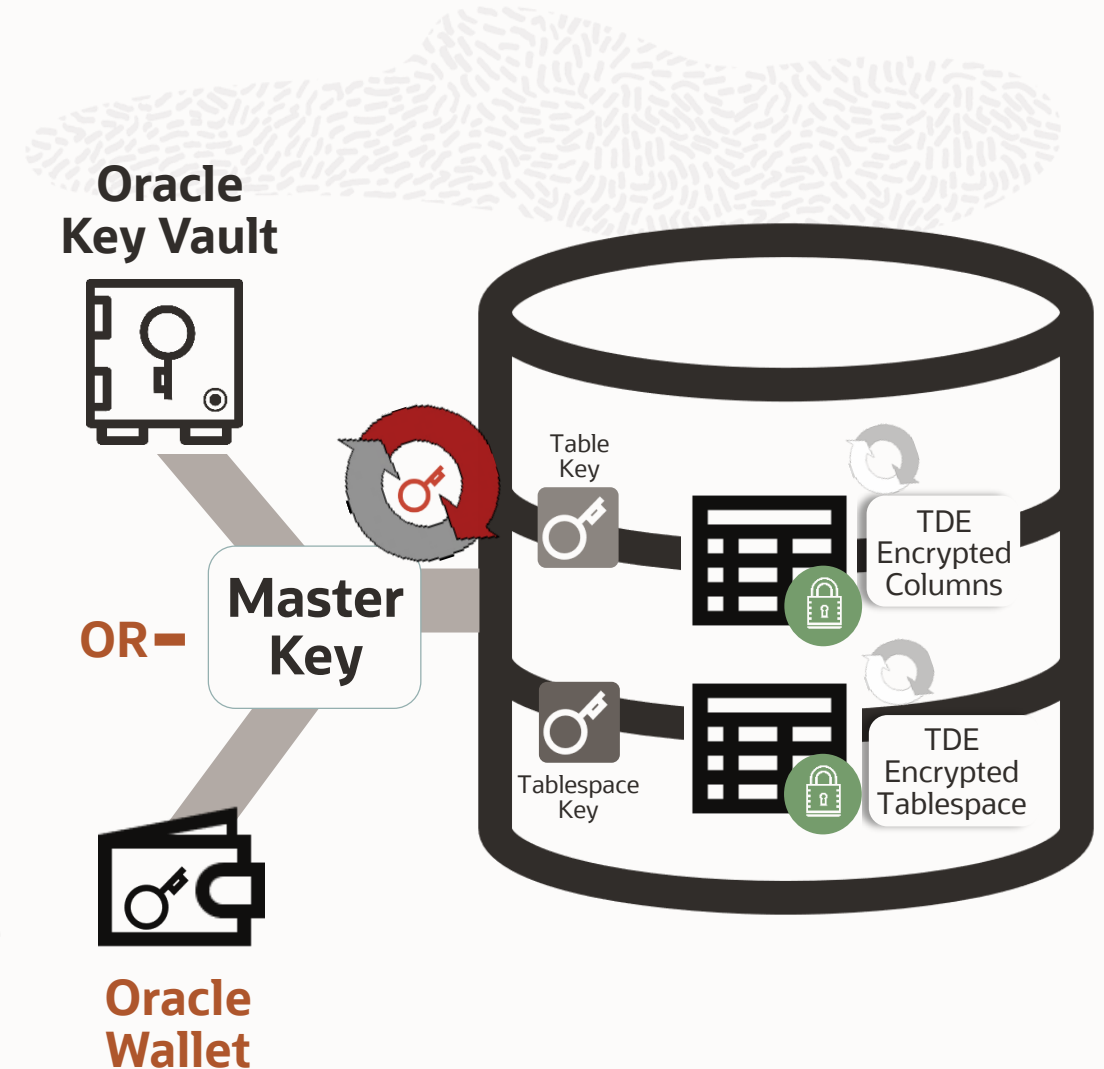 Oracle
Key Vault
Table
Key
TDE
Encrypted
Columns
Master
Key
OR
Tablespace
Key
TDE
Encrypted
Tablespace
Oracle
Wallet